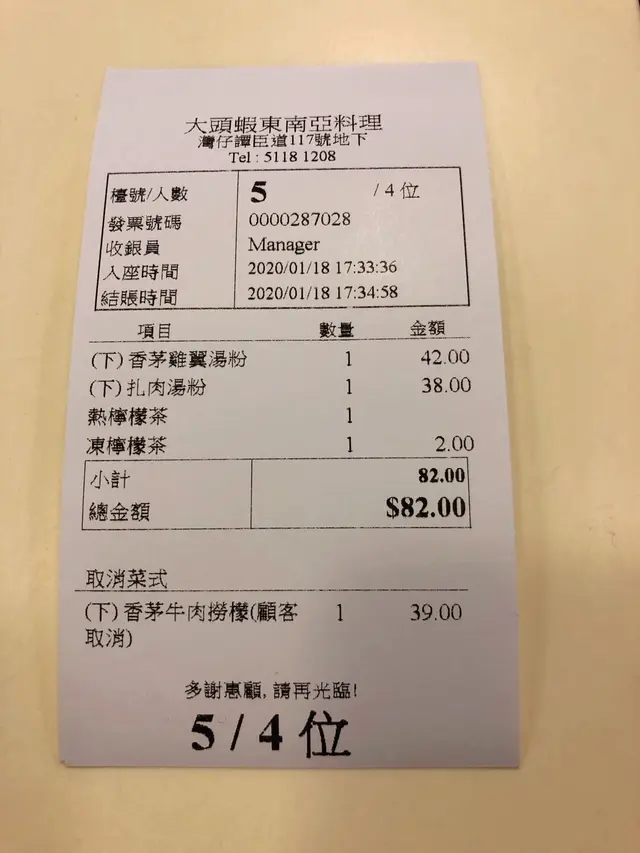 大頭蝦東南亞料理
灣仔譚臣道117號地下
Tel : 5118 1208
檯號/人數 5 / 4 位
發票號碼 0000287028
收銀員 Manager
入座時間 2020/01/18 17:33:36
結賬時間 2020/01/18 17:34:58
項目 數量 金額
(下) 香茅雞翼湯粉 1 42.00
(下) 扎肉湯粉 1 38.00
熱檸檬茶 1
凍檸檬茶 1 2.00
小計 82.00
總金額 $82.00
取消菜式
(下) 香茅牛肉撈檬(顧客 1 39.00
取消)
多謝惠顧, 請再光臨!
5 / 4 位